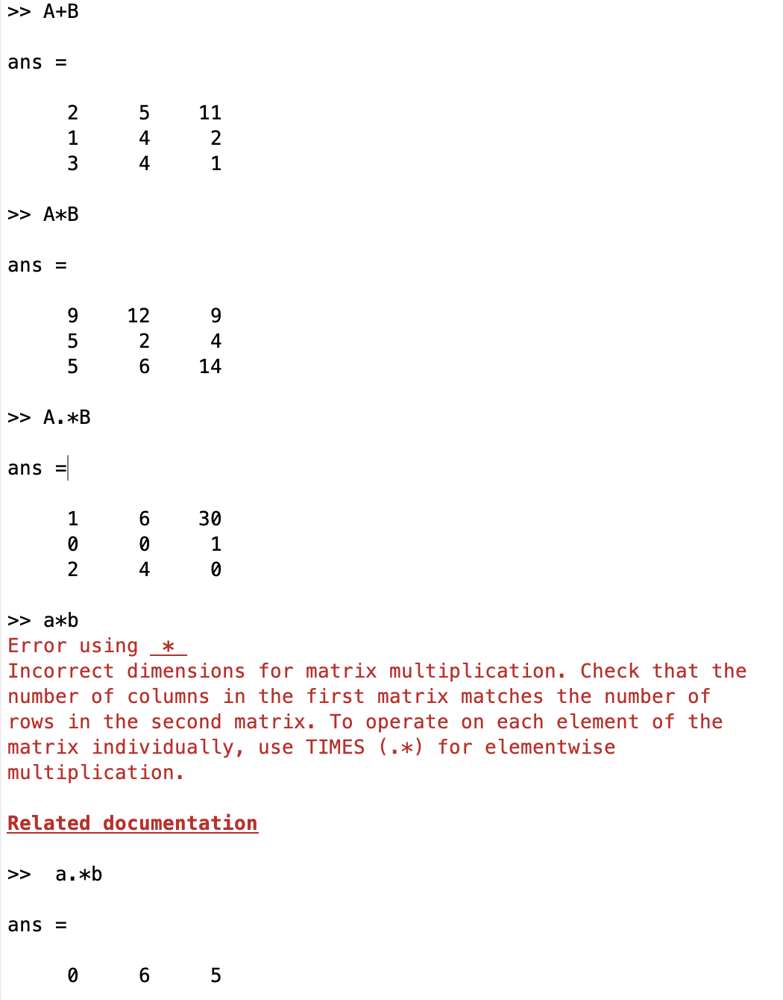 >> A+B
ans =
2 5 11
1 4 2
3 4 1
>> A*B
ans =
9 12 9
5 2 4
5 6 14
>> A.*B
ans =
1 6 30
0 0 1
2 4 0
>> a*b
Error using  * 
Incorrect dimensions for matrix multiplication. Check that the
number of columns in the first matrix matches the number of
rows in the second matrix. To operate on each element of the
matrix individually, use TIMES (.*) for elementwise
multiplication.
Related documentation
>>  a.*b
ans =
0 6 5